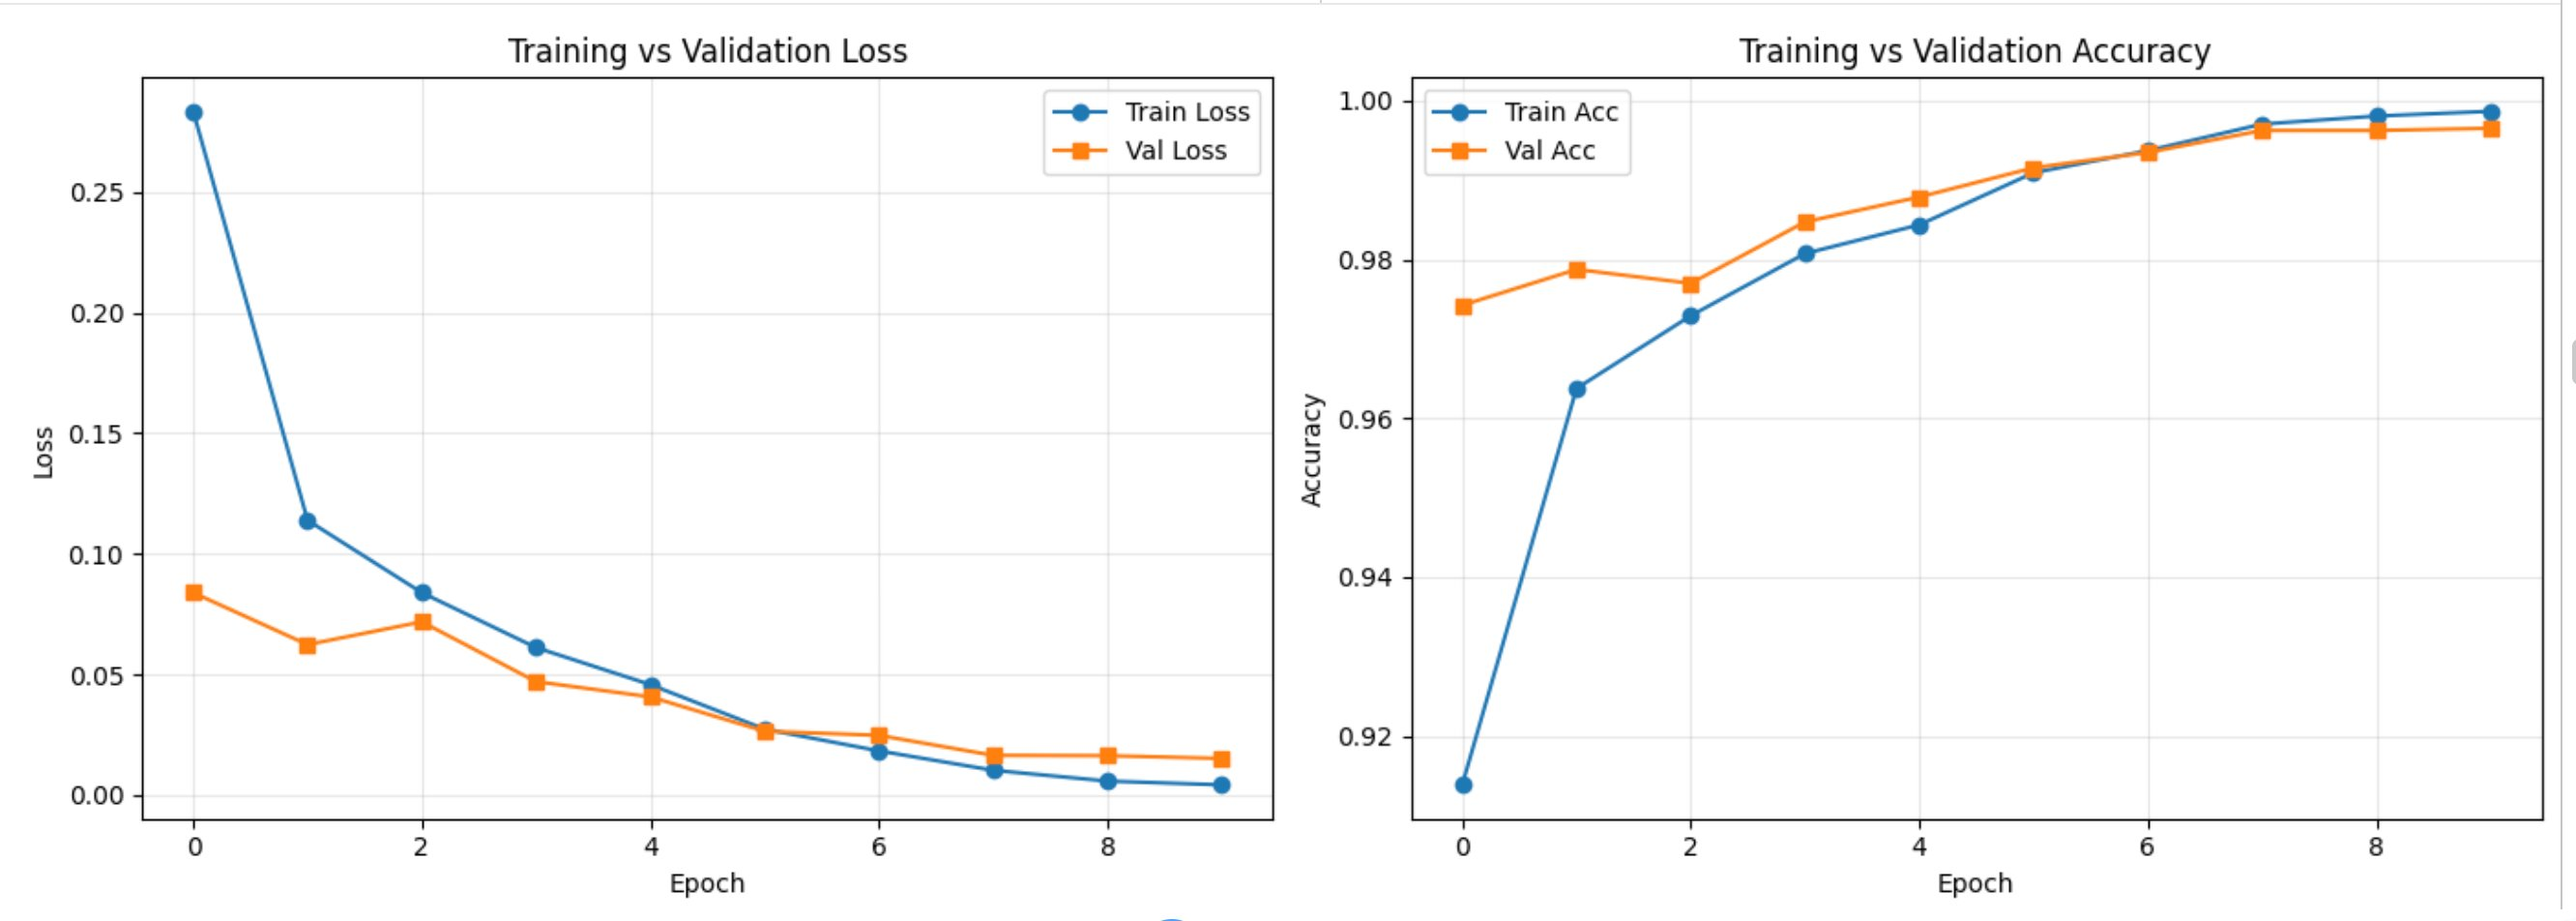 Training vs Validation Loss
Train Loss
Val Loss
0.25
0.20
0.15
0.10
0.05
0.00
Loss
0 2 4 6 8
Epoch
Training vs Validation Accuracy
Train Acc
Val Acc
1.00
0.98
0.96
0.94
0.92
Accuracy
0 2 4 6 8
Epoch